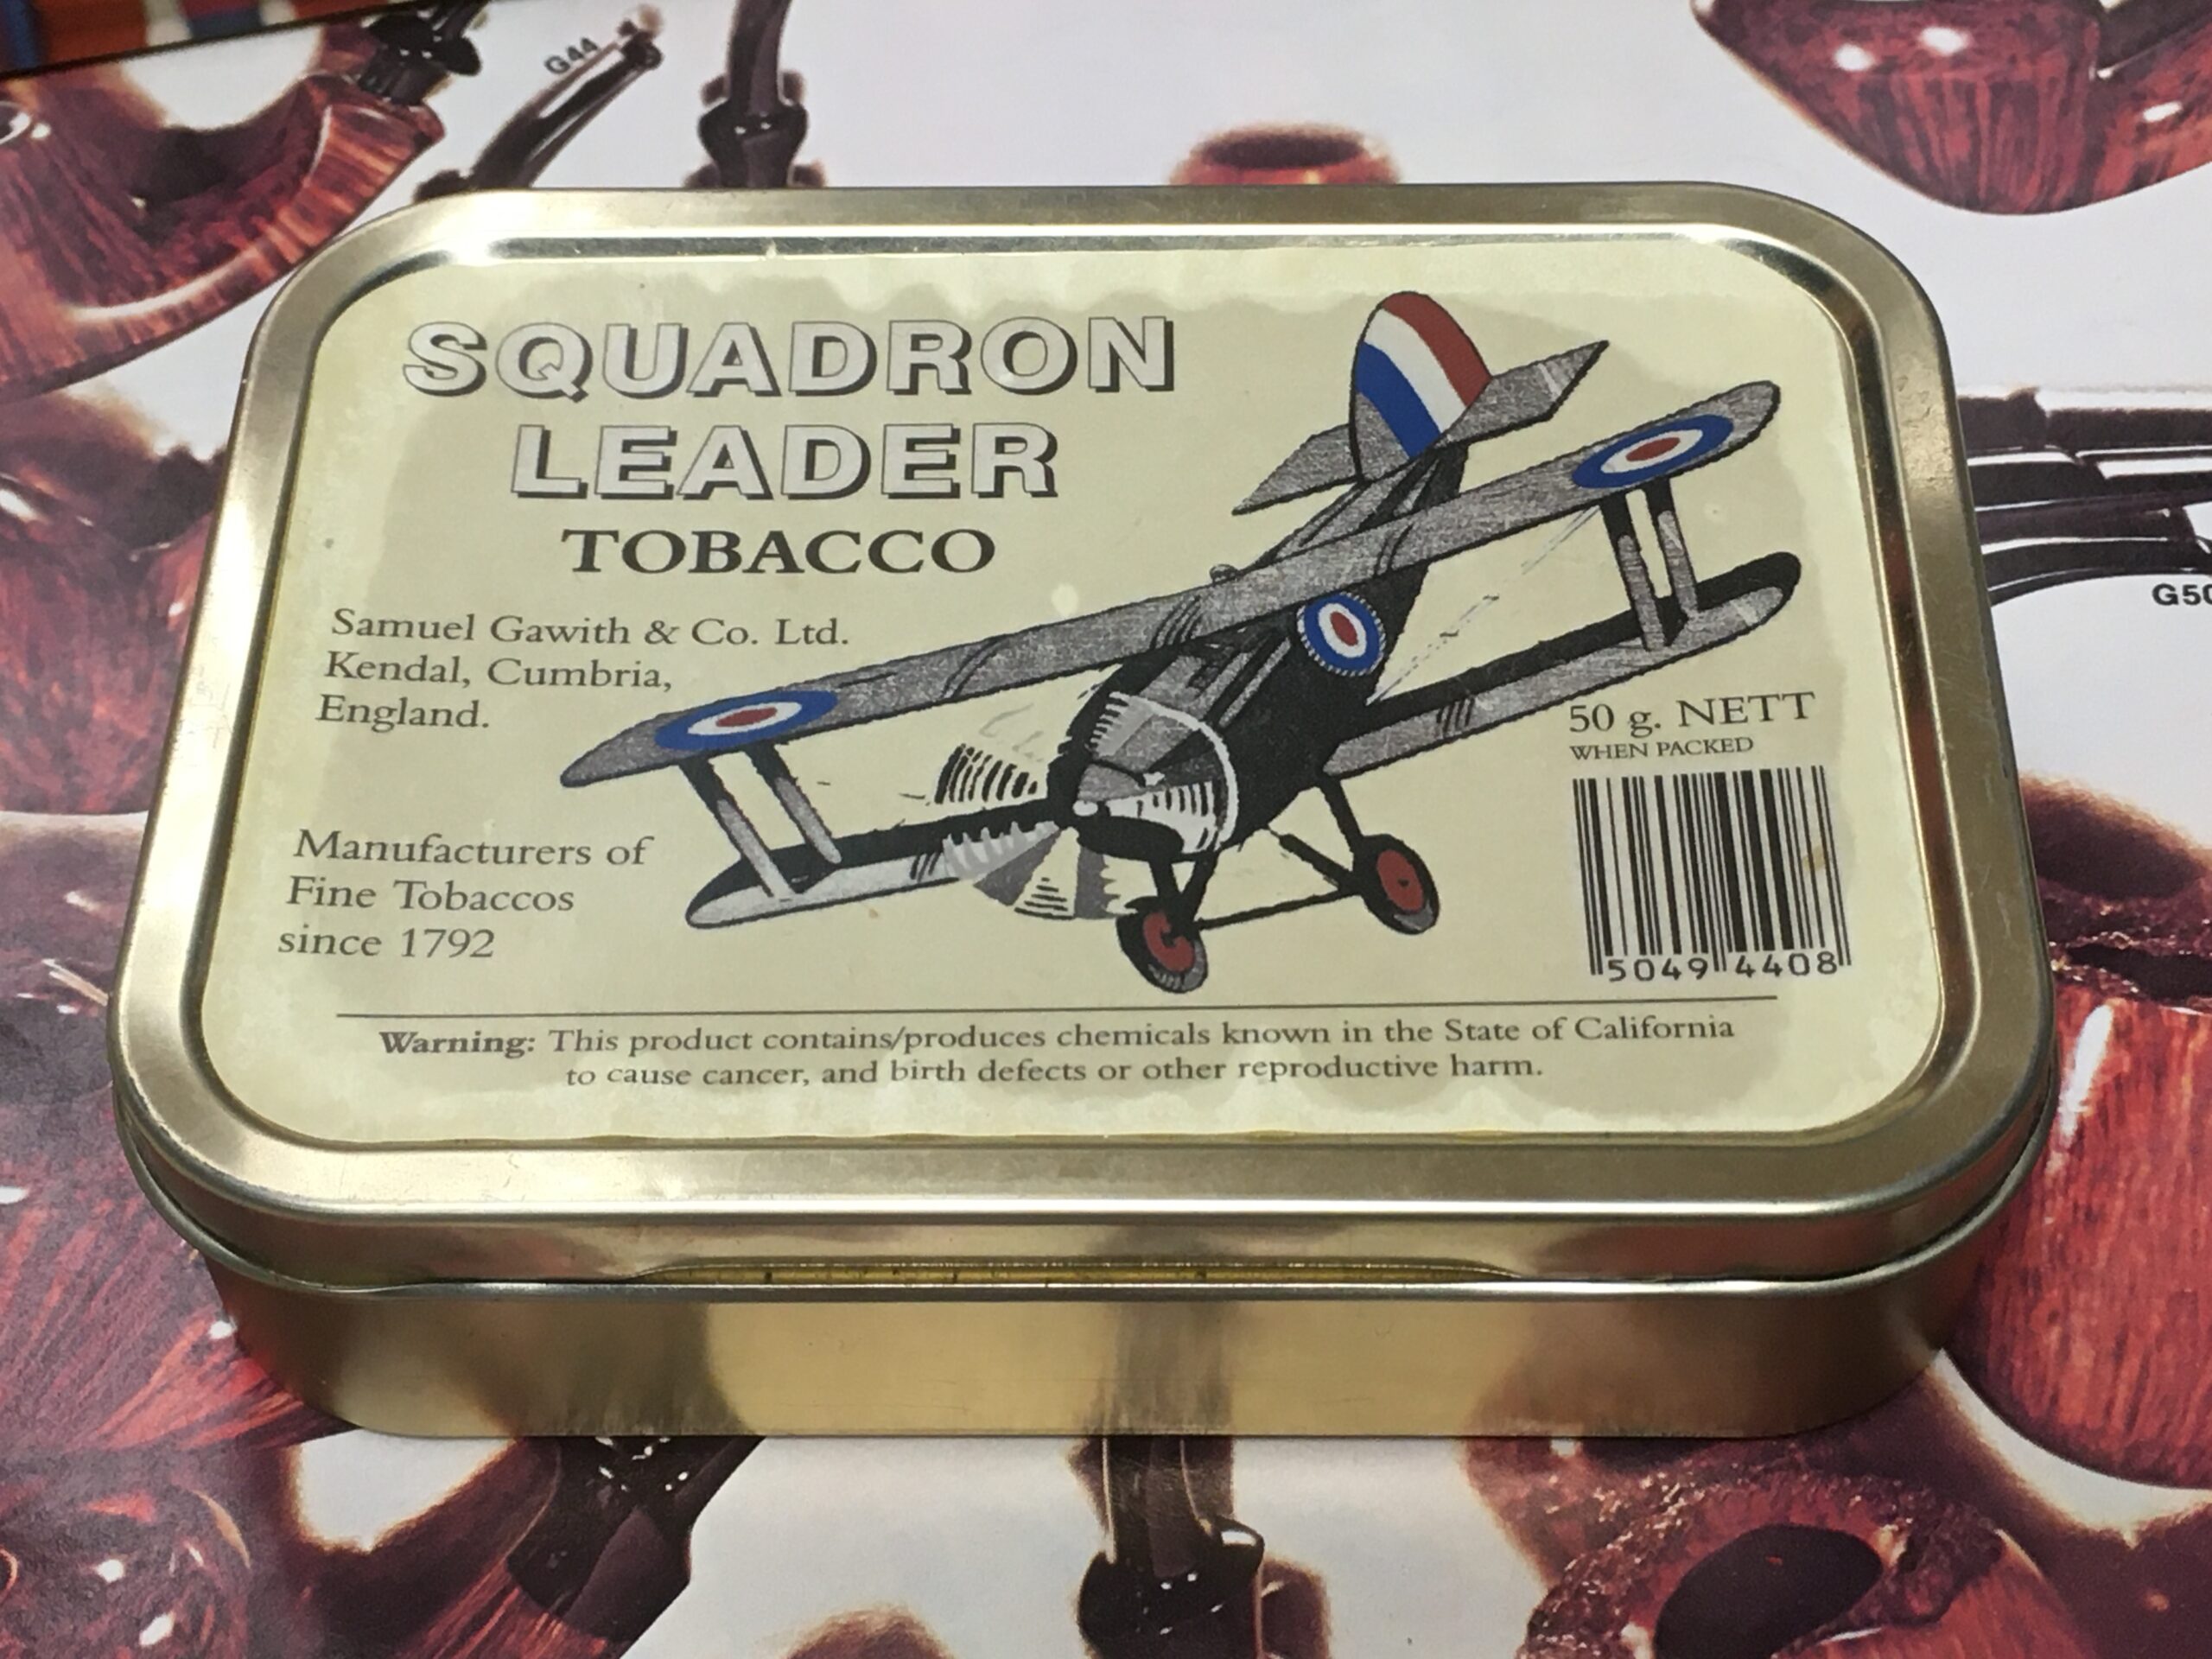 G44
SQUADRON
LEADER
TOBACCO
Samuel Gawith & Co. Ltd.
Kendal, Cumbria,
England.
50 g. NETT
WHEN PACKED
Manufacturers of
Fine Tobaccos
since 1792
5049 4408
Warning: This product contains/produces chemicals known in the State of California
to cause cancer, and birth defects or other reproductive harm.